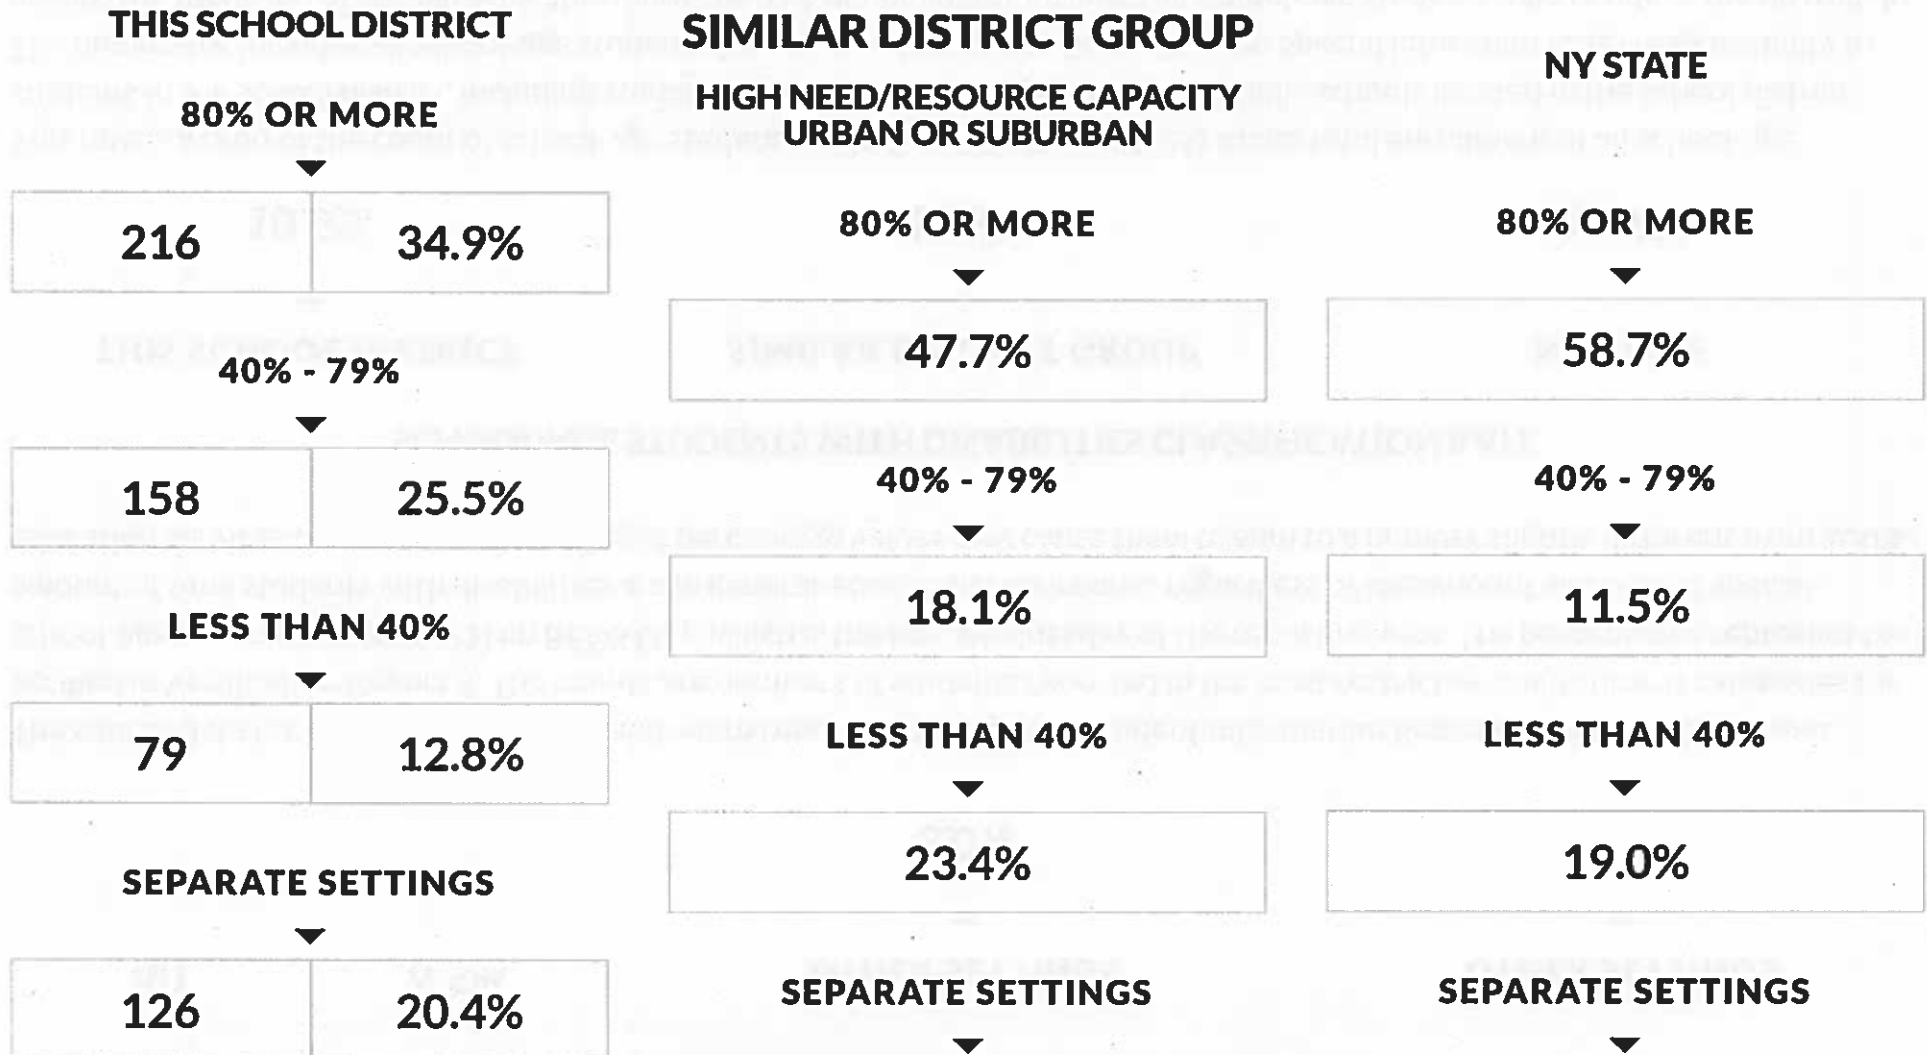 THIS SCHOOL DISTRICT
80% OR MORE
216 34.9%
40% - 79%
158 25.5%
LESS THAN 40%
79 12.8%
SEPARATE SETTINGS
126 20.4%
SIMILAR DISTRICT GROUP
HIGH NEED/RESOURCE CAPACITY
URBAN OR SUBURBAN
80% OR MORE
47.7%
40% - 79%
18.1%
LESS THAN 40%
23.4%
SEPARATE SETTINGS
NY STATE
80% OR MORE
58.7%
40% - 79%
11.5%
LESS THAN 40%
19.0%
SEPARATE SETTINGS